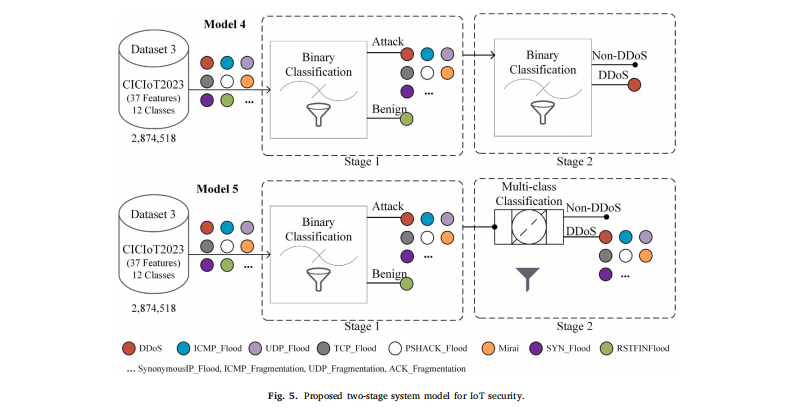 Model 4
Dataset 3
CICIoT2023
(37 Features)
12 Classes
2,874,518
...
Binary
Classification
Attack
...
Benign
Stage 1
Binary
Classification
Non-DDoS
DDoS
Stage 2
Model 5
Dataset 3
CICIoT2023
(37 Features)
12 Classes
2,874,518
...
Binary
Classification
Attack
...
Benign
Stage 1
Multi-class
Classification
Non-DDoS
DDoS
...
Stage 2
DDoS ICMP_Flood UDP_Flood TCP_Flood PSHACK_Flood Mirai SYN_Flood RSTFINFlood
... SynonymousIP_Flood, ICMP_Fragmentation, UDP_Fragmentation, ACK_Fragmentation
Fig. 5. Proposed two-stage system model for IoT security.